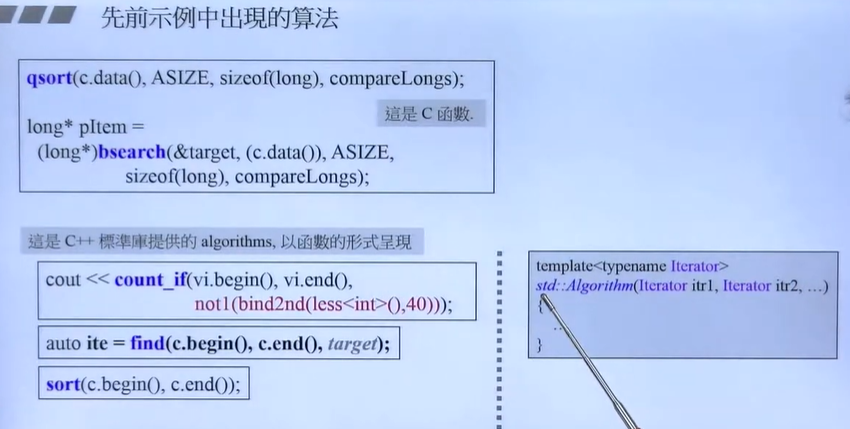 先前示例中出現的算法
qsort(c.data(), ASIZE, sizeof(long), compareLongs);
這是 C 函數.
long* pItem =
(long*)bsearch(&target, (c.data()), ASIZE,
sizeof(long), compareLongs);
這是 C++ 標準庫提供的 algorithms, 以函數的形式呈現
cout << count_if(vi.begin(), vi.end(),
not1(bind2nd(less<int>(),40)));
auto ite = find(c.begin(), c.end(), target);
sort(c.begin(), c.end());
template<typename Iterator>
std::Algorithm(Iterator itr1, Iterator itr2, ...)
{
..
}